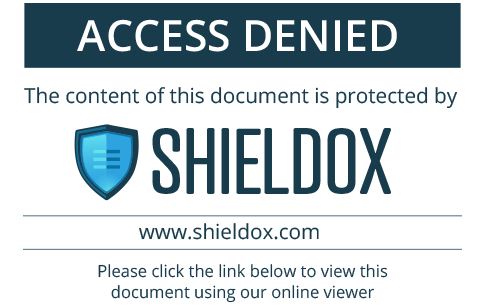 ACCESS DENIED
The content of this document is protected by
SHIELDOX
www.shieldox.com
Please click the link below to view this
document using our online viewer